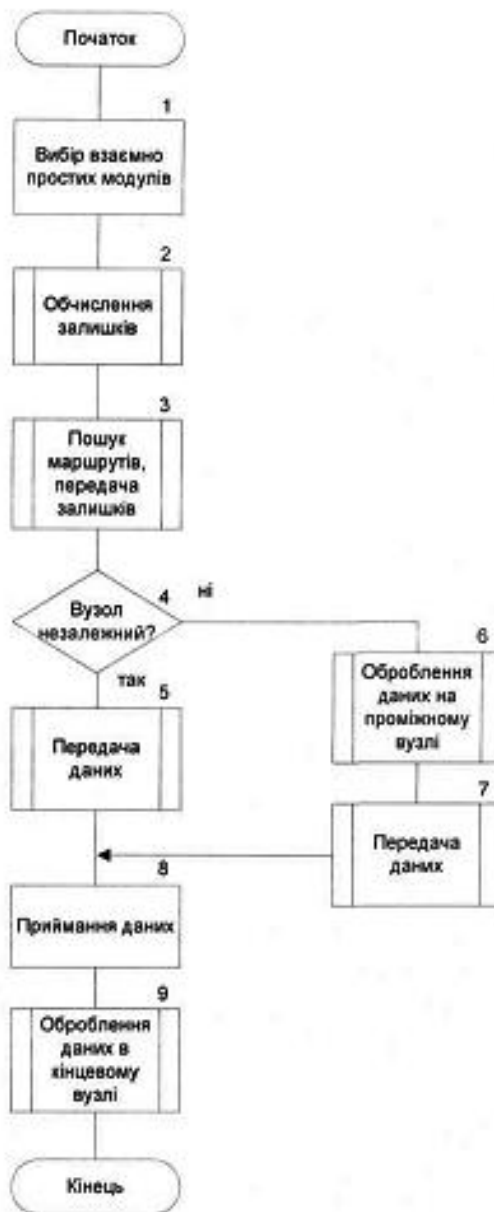 Початок
1
Вибір взаємно
простих модулів
2
Обчислення
залишків
3
Пошук
маршрутів,
передача
залишків
4
ні
Вузол
незалежний?
так
5
Передача
даних
6
Оброблення
даних на
проміжному
вузлі
7
Передача
даних
8
Приймання даних
9
Оброблення
даних в
кінцевому
вузлі
Кінець